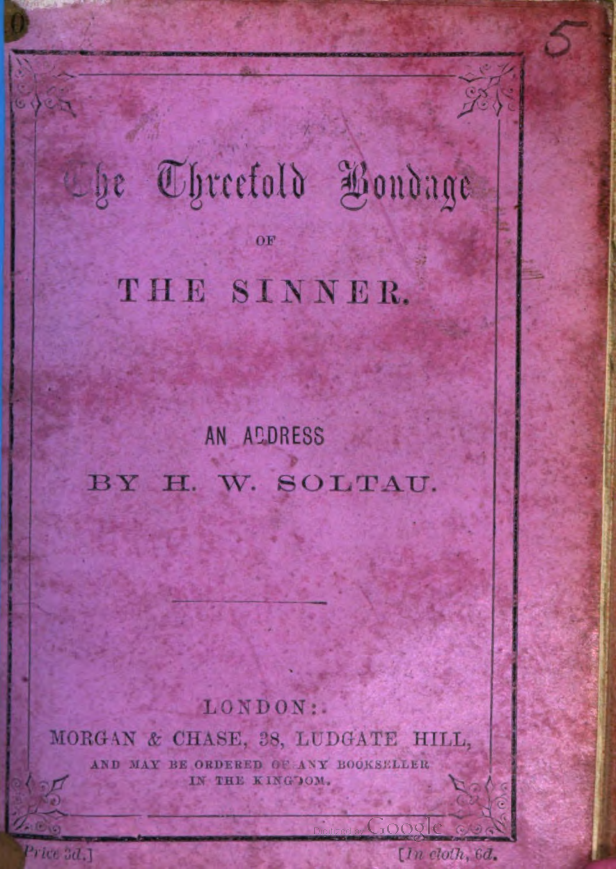 5
The Threefold Bondage
OF
THE SINNER.
AN ADDRESS
BY H. W. SOLTAU.
LONDON:
MORGAN & CHASE, 38, LUDGATE HILL,
AND MAY BE ORDERED OF ANY BOOKSELLER
IN THE KINGDOM.
Google
Price 3d.]
[In cloth, 6d.